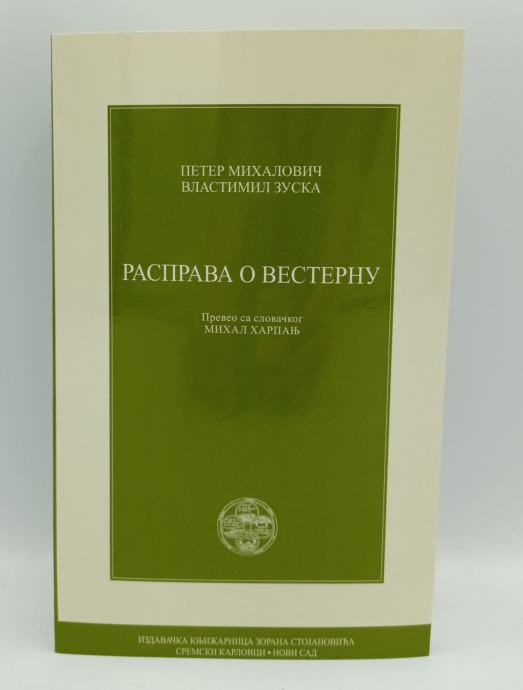 ПЕТЕР МИХАЛОВИЧ
ВЛАСТИМИЛ ЗУСКА
РАСПРАВА О ВЕСТЕРНУ
Превео са словачког
МИХАЛ ХАРПАЊ
ИЗДАВАЧКА КЊИЖАРНИЦА ЗОРАНА СТОЈАНОВИЋА
СРЕМСКИ КАРЛОВЦИ • НОВИ САД